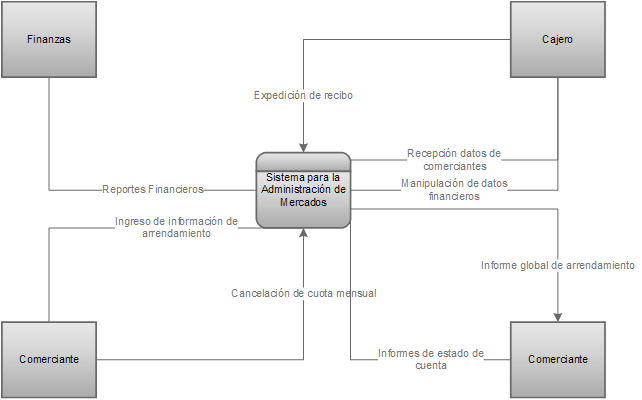 Finanzas
Cajero
Expedición de recibo
Recepción datos de
comerciantes
Sistema para la
Administración de
Mercados
Reportes Financieros
Manipulación de datos
financieros
Ingreso de información de
arrendamiento
Informe global de arrendamiento
Cancelación de cuota mensual
Comerciante
Informes de estado de
cuenta
Comerciante